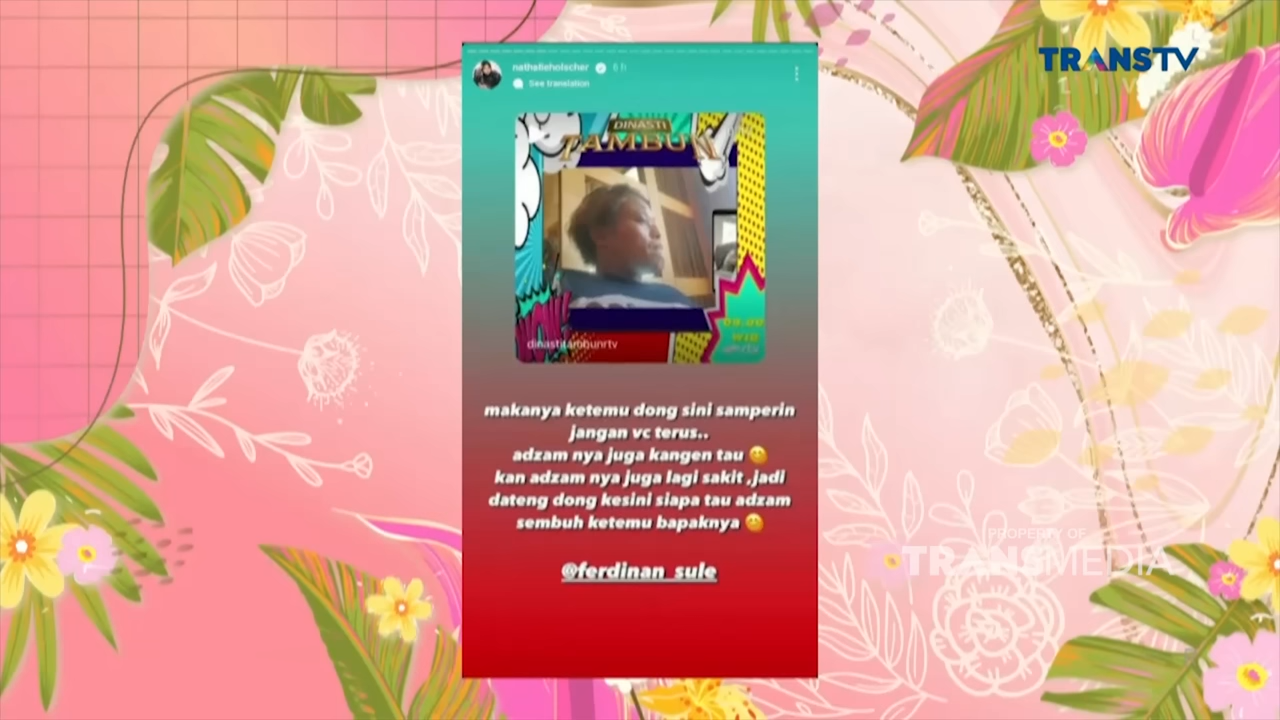 TRANSTV
LIVE
nathalieholscher
See translation
DINASTI
TAMBUN
dinastitambunrtv
makanya ketemu dong sini samperin
jangan vc terus..
adzam nya juga kangen tau 😊
kan adzam nya juga lagi sakit ,jadi
dateng dong kesini siapa tau adzam
sembuh ketemu bapaknya 😊
@ferdinan_sule
PROPERTY OF
TRANSMEDIA